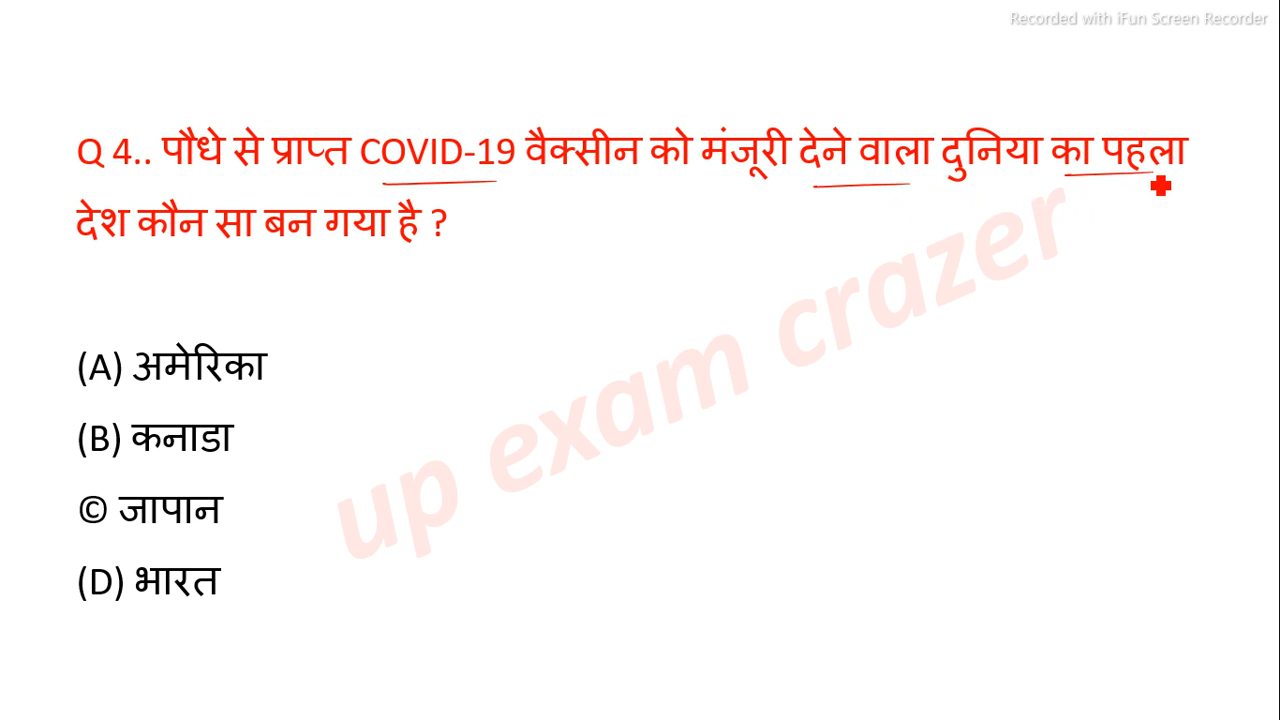 Recorded with iFun Screen Recorder
Q 4.. पौधे से प्राप्त COVID-19 वैक्सीन को मंजूरी देने वाला दुनिया का पहला
देश कौन सा बन गया है ?
(A) अमेरिका
(B) कनाडा
© जापान
(D) भारत
up exam crazer